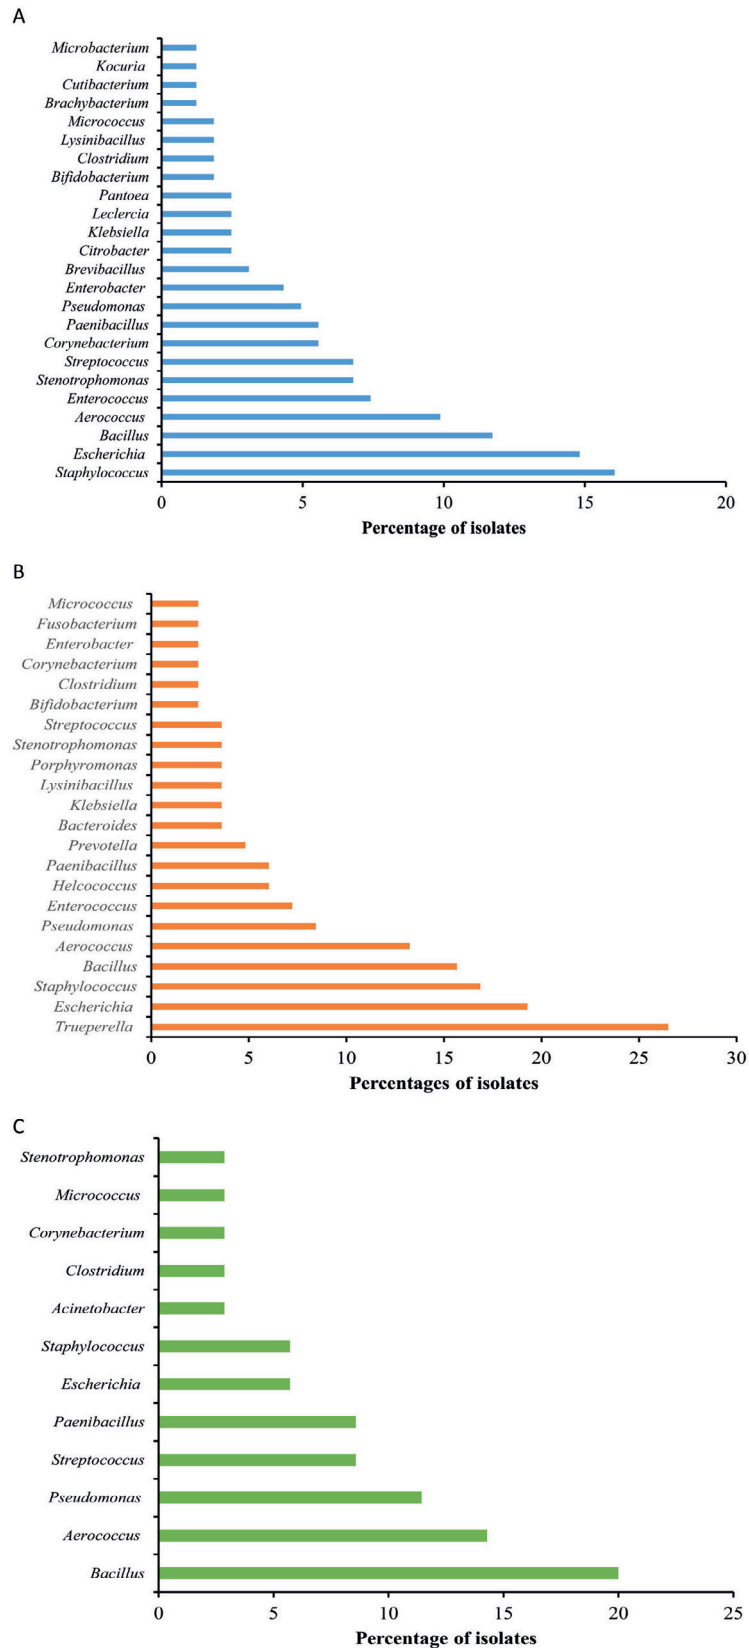 A
Microbacterium
Kocuria
Cutibacterium
Brachybacterium
Micrococcus
Lysinibacillus
Clostridium
Bifidobacterium
Pantoea
Leclercia
Klebsiella
Citrobacter
Brevibacillus
Enterobacter
Pseudomonas
Paenibacillus
Corynebacterium
Streptococcus
Stenotrophomonas
Enterococcus
Aerococcus
Bacillus
Escherichia
Staphylococcus
0 5 10 15 20
Percentage of isolates
B
Micrococcus
Fusobacterium
Enterobacter
Corynebacterium
Clostridium
Bifidobacterium
Streptococcus
Stenotrophomonas
Porphyromonas
Lysinibacillus
Klebsiella
Bacteroides
Prevotella
Paenibacillus
Helcococcus
Enterococcus
Pseudomonas
Aerococcus
Bacillus
Staphylococcus
Escherichia
Trueperella
0 5 10 15 20 25 30
Percentages of isolates
C
Stenotrophomonas
Micrococcus
Corynebacterium
Clostridium
Acinetobacter
Staphylococcus
Escherichia
Paenibacillus
Streptococcus
Pseudomonas
Aerococcus
Bacillus
0 5 10 15 20 25
Percentage of isolates